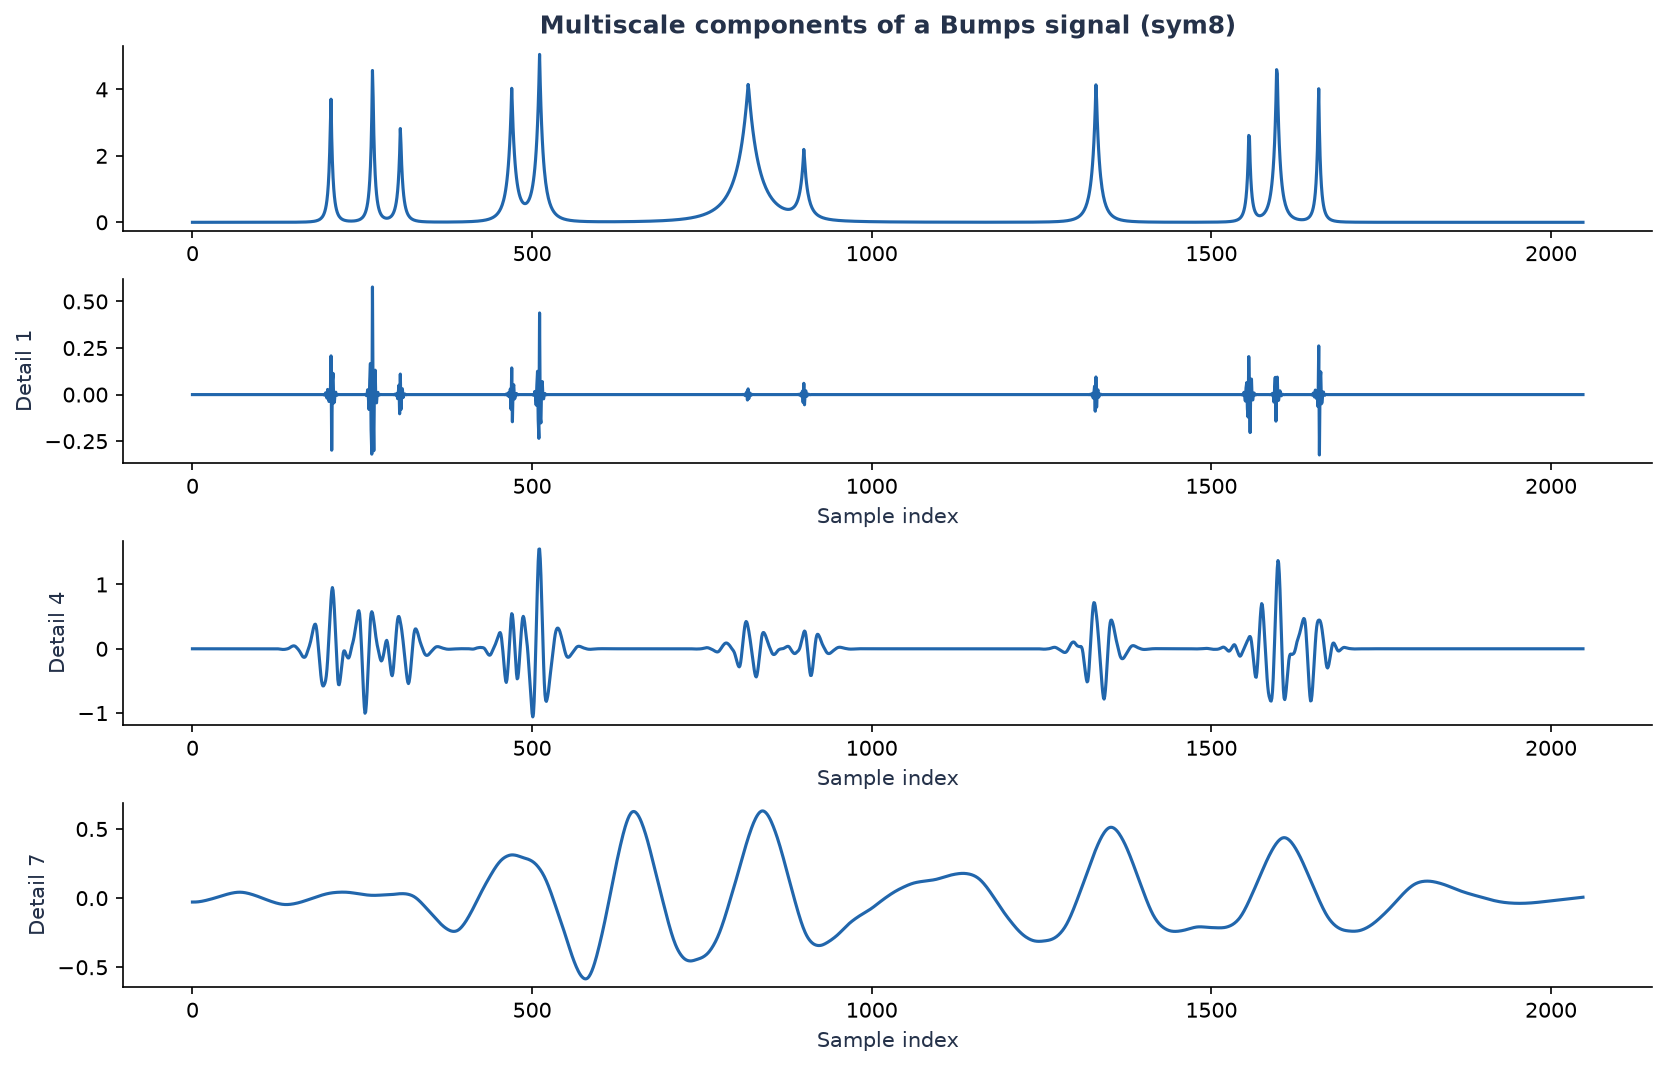 Multiscale components of a Bumps signal (sym8)
4
2
0
0 500 1000 1500 2000
Detail 1
0.50
0.25
0.00
−0.25
0 500 1000 1500 2000
Sample index
Detail 4
1
0
−1
0 500 1000 1500 2000
Sample index
Detail 7
0.5
0.0
−0.5
0 500 1000 1500 2000
Sample index